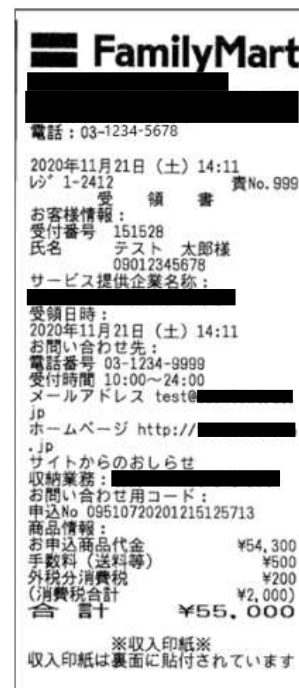 FamilyMart
電話：03-1234-5678
2020年11月21日（土）14:11
ﾚｼﾞ 1-2412 責No.999
受 領 書
お客様情報：
受付番号 151528
氏名 テスト 太郎様
09012345678
サービス提供企業名称：
受領日時：
2020年11月21日（土）14:11
お問い合わせ先：
電話番号 03-1234-9999
受付時間 10:00～24:00
メールアドレス test@
jp
ホームページ http://
.jp
サイトからのおしらせ
収納業務：
お問い合わせ用コード：
申込No 09510720201215125713
商品情報：
お申込商品代金 ¥54,300
手数料（送料等） ¥500
外税分消費税 ¥200
(消費税合計 ¥2,000)
合 計 ¥55,000
※収入印紙※
収入印紙は裏面に貼付されています